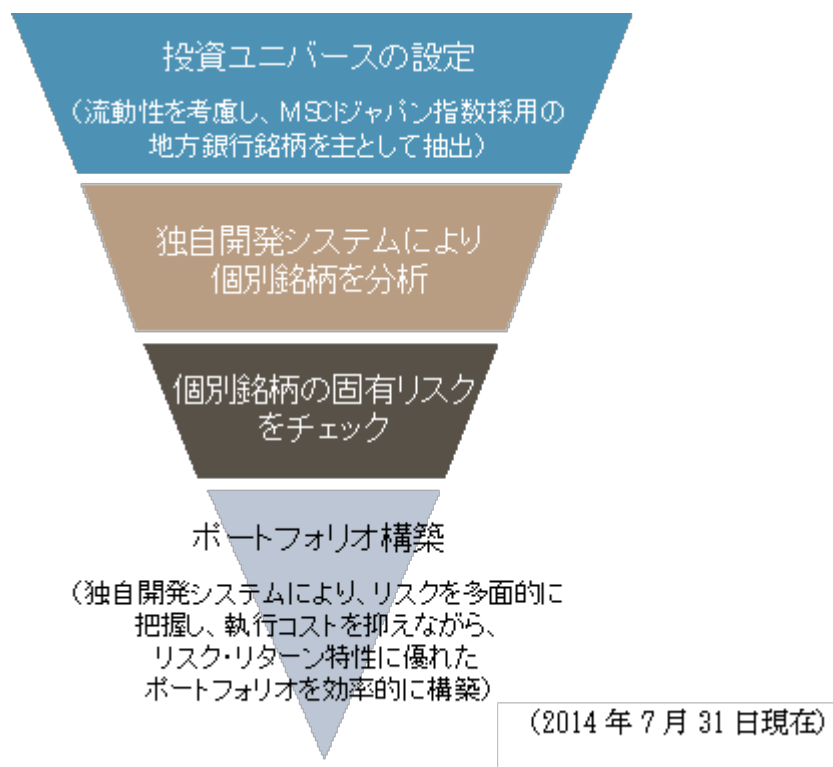 投資ユニバースの設定
（流動性を考慮し、MSCIジャパン指数採用の
地方銀行銘柄を主として抽出）
独自開発システムにより
個別銘柄を分析
個別銘柄の固有リスク
をチェック
ポートフォリオ構築
（独自開発システムにより、リスクを多面的に
把握し、執行コストを抑えながら、
リスク・リターン特性に優れた
ポートフォリオを効率的に構築）
（2014 年 7 月 31 日現在）